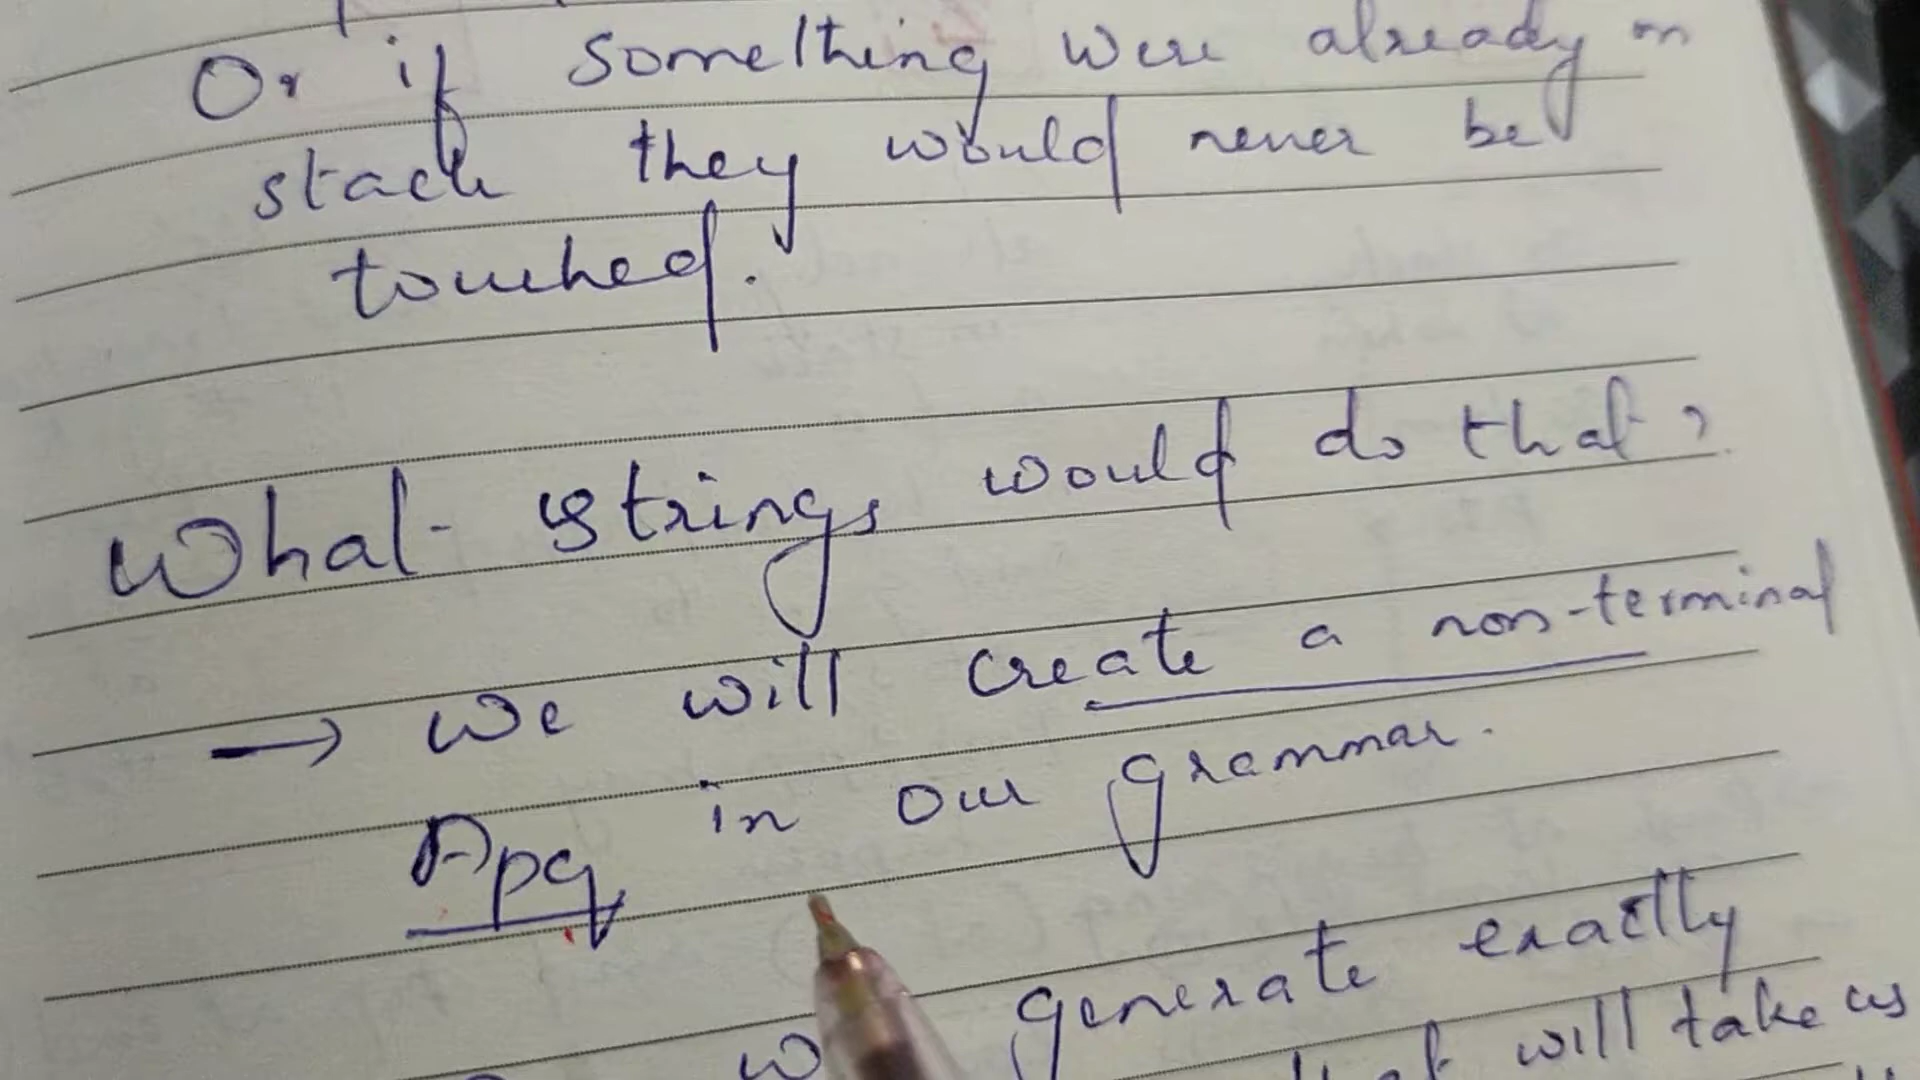 Or if something were already in
stack they would never be
touched.
What strings would do that?
→ We will create a non-terminal
Apq in our grammar.
generate exactly
will take us